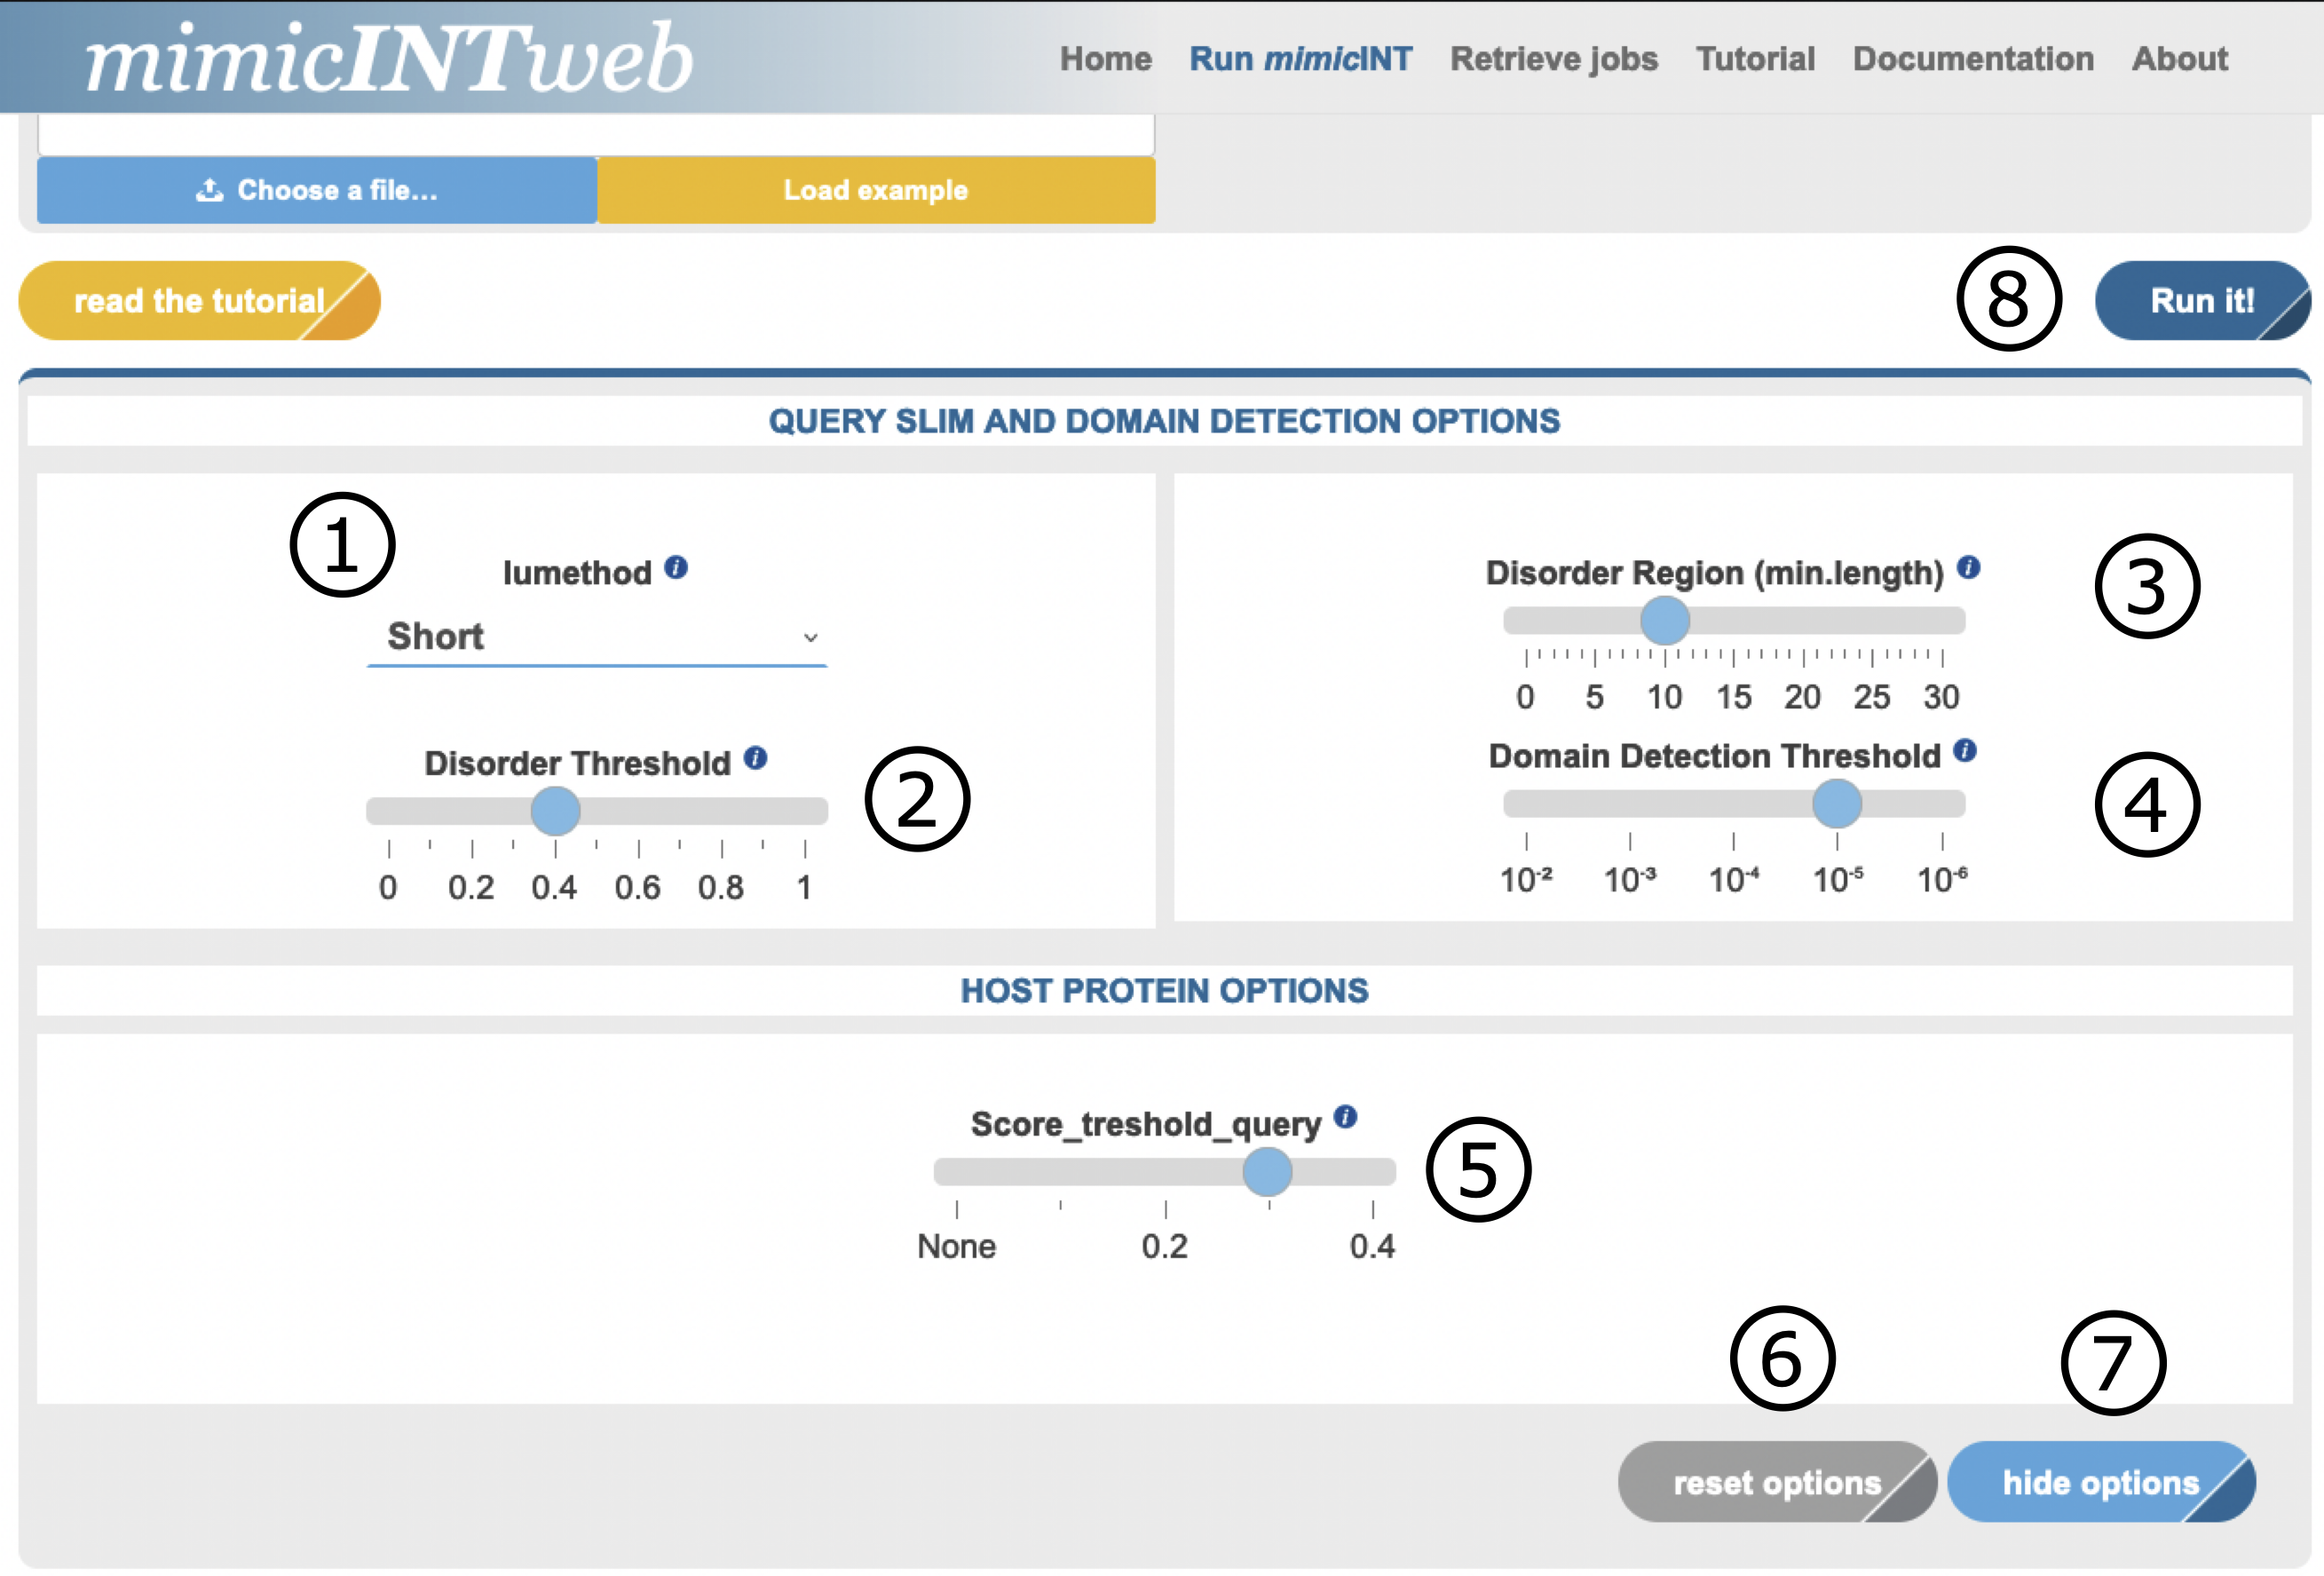 mimicINTweb
Home Run mimicINT Retrieve jobs Tutorial Documentation About
Choose a file... Load example
read the tutorial 8 Run it!
QUERY SLIM AND DOMAIN DETECTION OPTIONS
1
Iumethod i
Short
Disorder Threshold i
2
0 0.2 0.4 0.6 0.8 1
Disorder Region (min.length) i
3
0 5 10 15 20 25 30
Domain Detection Threshold i
4
10-2 10-3 10-4 10-5 10-6
HOST PROTEIN OPTIONS
Score_treshold_query i
5
None 0.2 0.4
6 7
reset options hide options